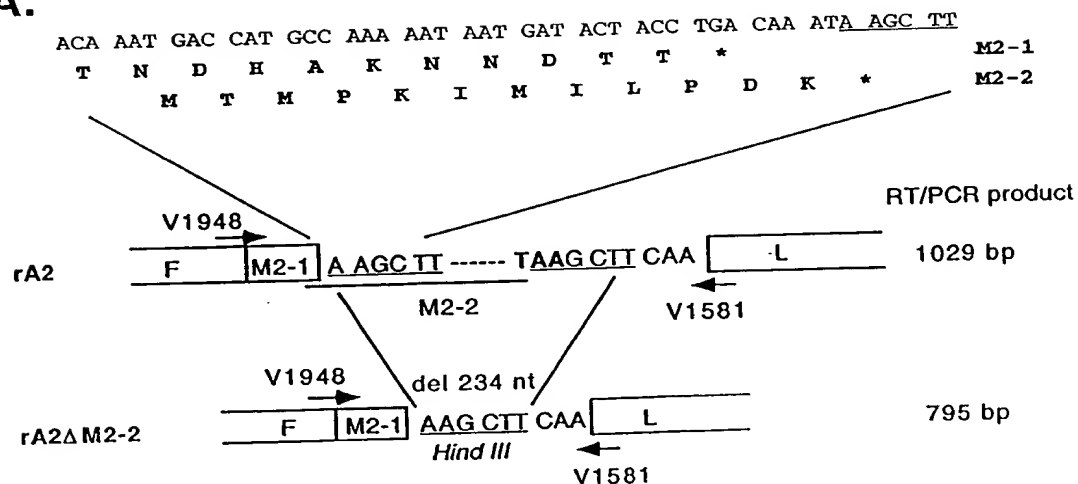 A.
ACA AAT GAC CAT GCC AAA AAT AAT GAT ACT ACC TGA CAA ATA AGC TT
T N D H A K N N D T T * M2-1
M T M P K I M I L P D K * M2-2
RT/PCR product
V1948
rA2 F M2-1 A AGC TT ------ TAAG CTT CAA L 1029 bp
M2-2 V1581
V1948 del 234 nt
rA2Δ M2-2 F M2-1 AAG CTT CAA L 795 bp
Hind III
V1581